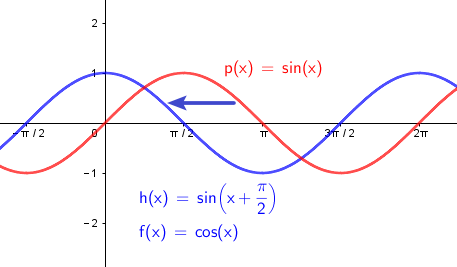 2
p(x) = sin(x)
1
− π / 2
0
π / 2
π
3π / 2
2π
− 1
h(x) = sin(x + π/2)
− 2
f(x) = cos(x)